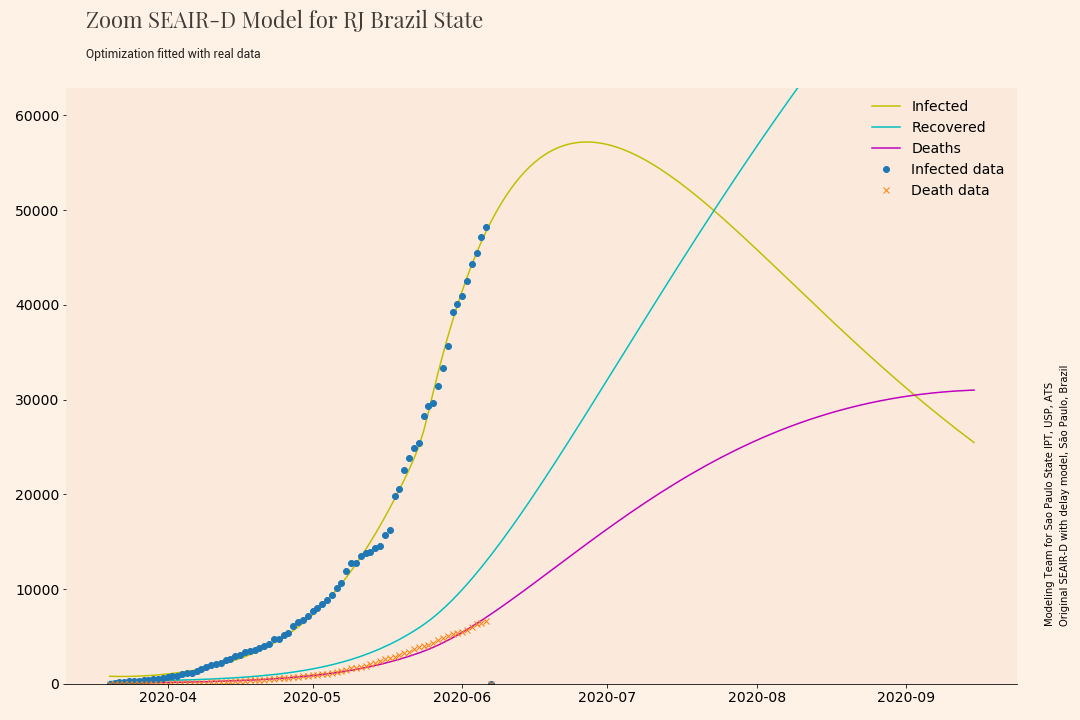 Zoom SEAIR-D Model for RJ Brazil State
Optimization fitted with real data
Infected
Recovered
Deaths
Infected data
Death data
60000
50000
40000
30000
20000
10000
0
2020-04
2020-05
2020-06
2020-07
2020-08
2020-09
Modeling Team for Sao Paulo State IPT, USP, ATS
Original SEAIR-D with delay model, São Paulo, Brazil